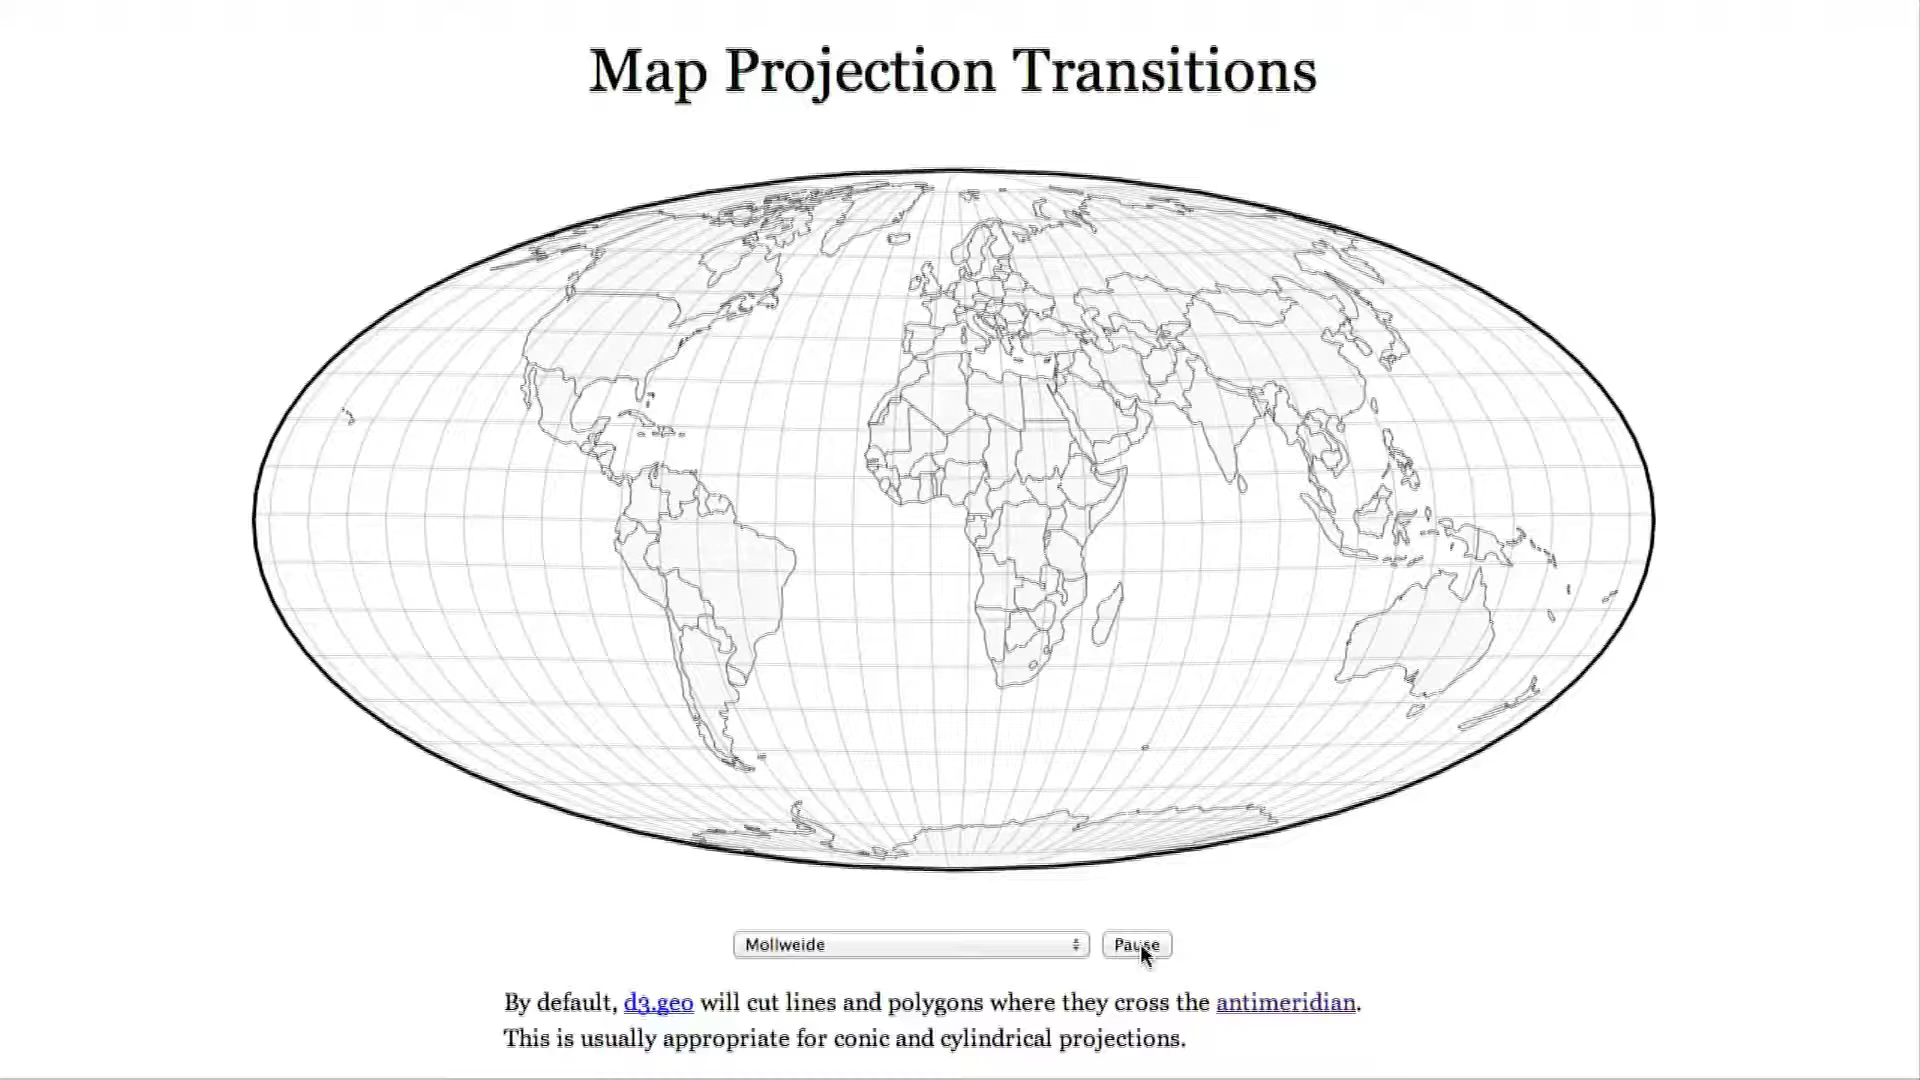 Map Projection Transitions
Mollweide
Pause
By default, d3.geo will cut lines and polygons where they cross the antimeridian.
This is usually appropriate for conic and cylindrical projections.